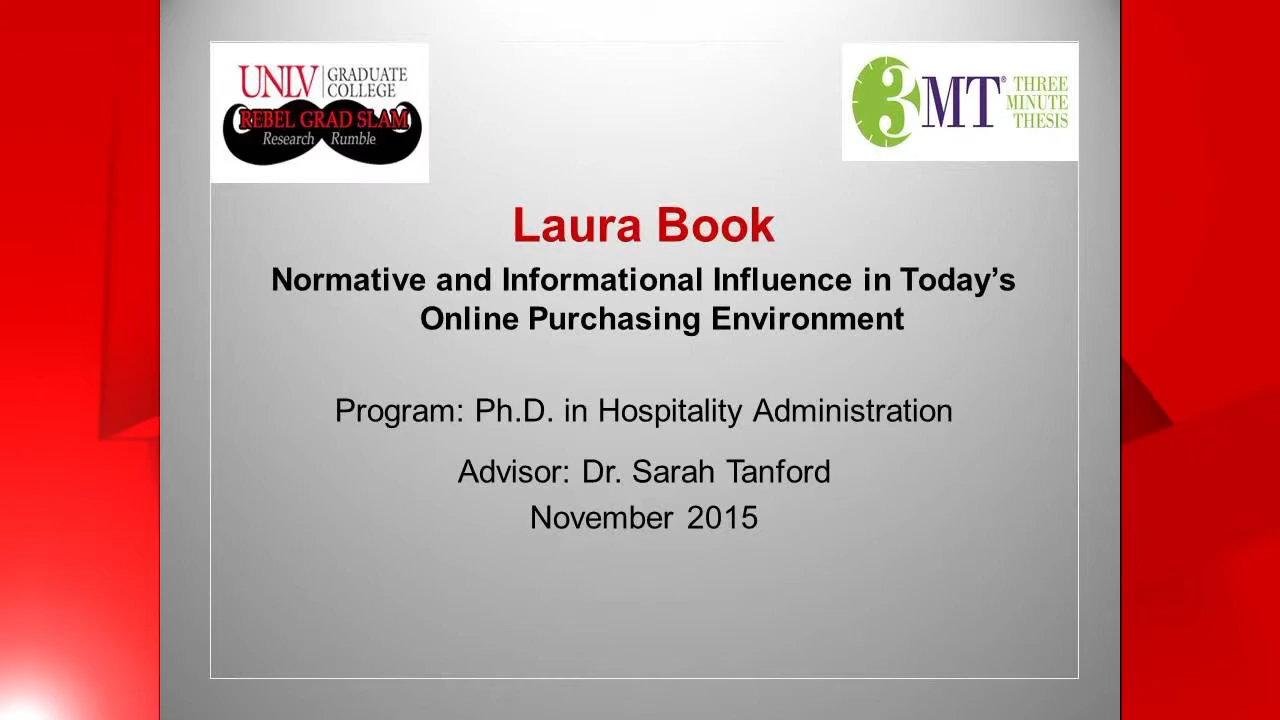 UNLV GRADUATE COLLEGE
REBEL GRAD SLAM
Research Rumble
3MT® THREE MINUTE THESIS
Laura Book
Normative and Informational Influence in Today’s
Online Purchasing Environment
Program: Ph.D. in Hospitality Administration
Advisor: Dr. Sarah Tanford
November 2015